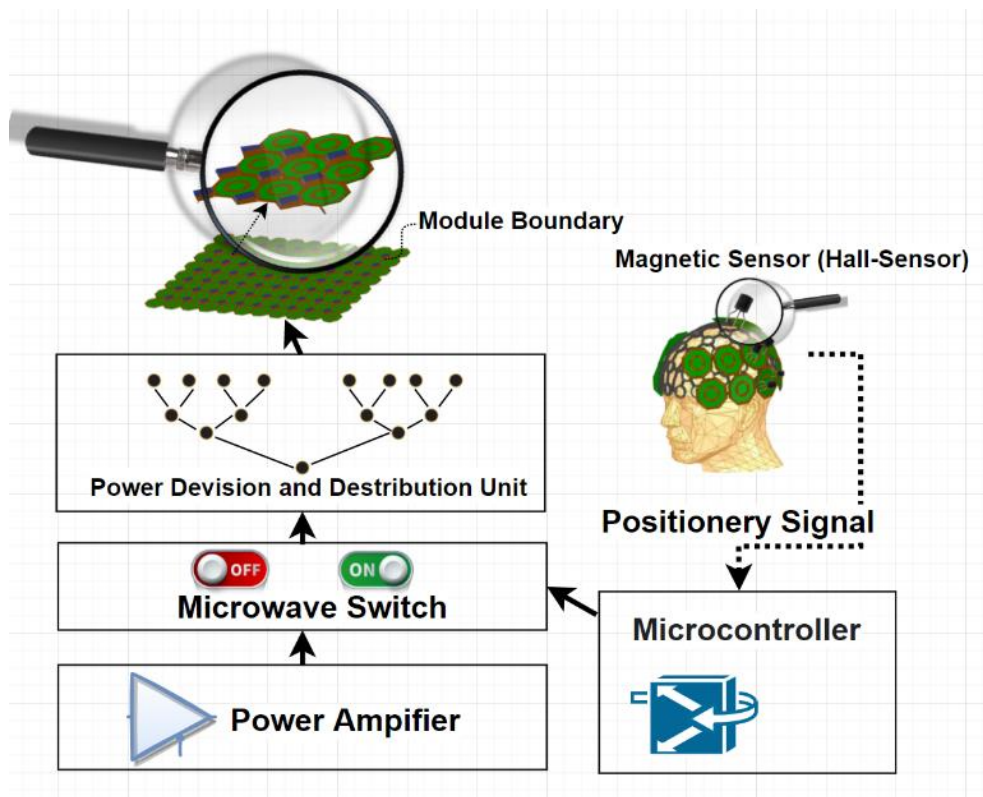 Module Boundary
Magnetic Sensor (Hall-Sensor)
Power Devision and Destribution Unit
Positionery Signal
OFF
ON
Microwave Switch
Microcontroller
Power Ampifier